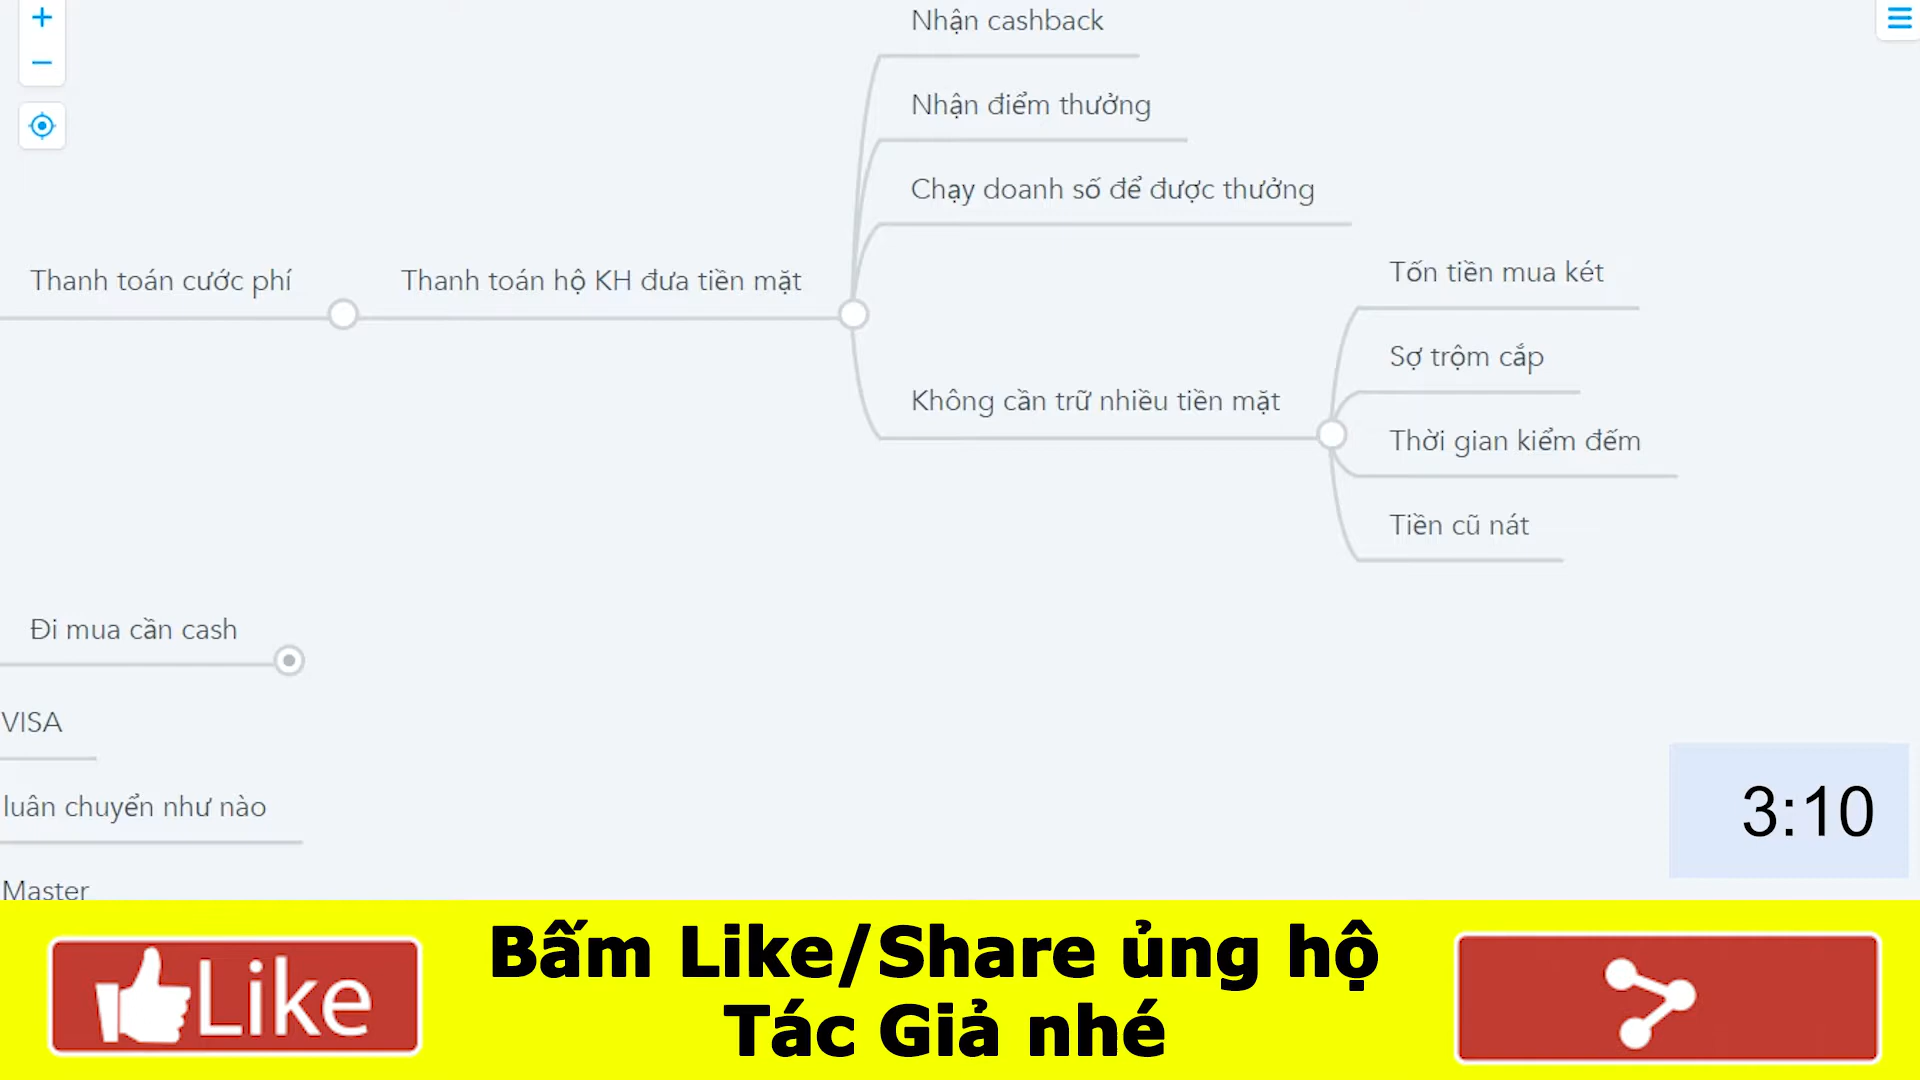 Nhận cashback
Nhận điểm thưởng
Chạy doanh số để được thưởng
Thanh toán cước phí
Thanh toán hộ KH đưa tiền mặt
Không cần trữ nhiều tiền mặt
Tốn tiền mua két
Sợ trộm cắp
Thời gian kiểm đếm
Tiền cũ nát
Đi mua cần cash
VISA
luân chuyển như nào
Master
3:10
Like
Bấm Like/Share ủng hộ
Tác Giả nhé